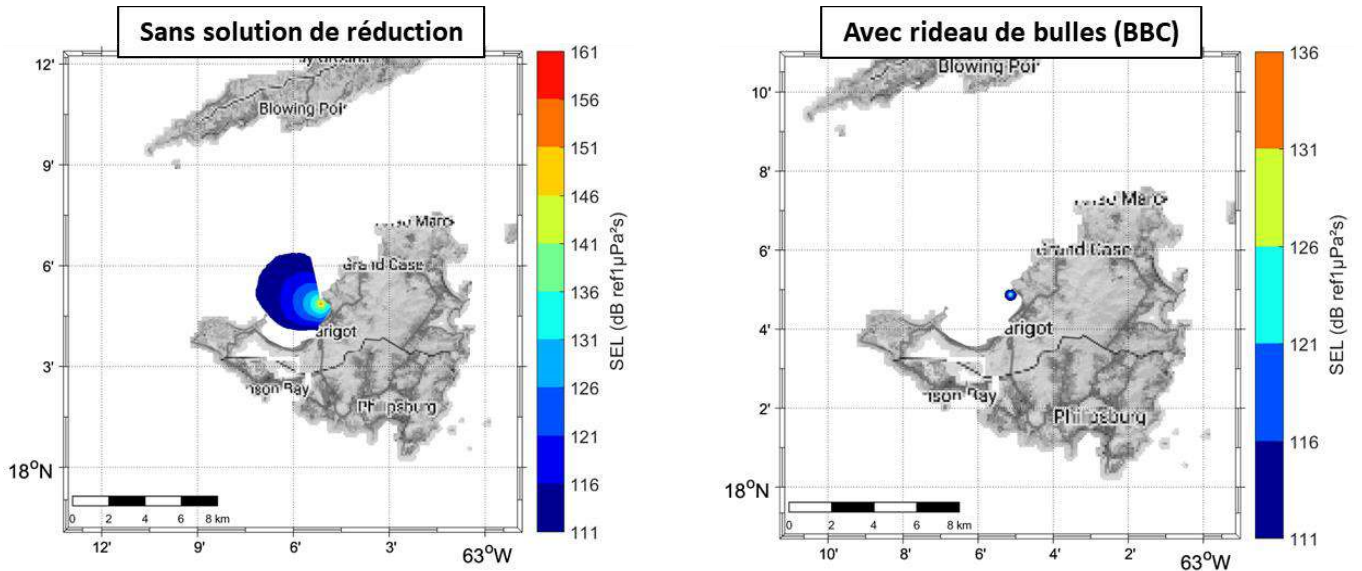 Sans solution de réduction
Blowing Poir
Grand Case
arigot
Philipsburg
12'
9'
6'
3'
18°N
0 2 4 6 8 km
12' 9' 6' 3' 63°W
161
156
151
146
141
136
131
126
121
116
111
SEL (dB ref1µPa²s)
Avec rideau de bulles (BBC)
Blowing Poir
Grand Case
arigot
Philipsburg
10'
8'
6'
4'
2'
18°N
0 2 4 6 8 km
10' 8' 6' 4' 2' 63°W
136
131
126
121
116
111
SEL (dB ref1µPa²s)